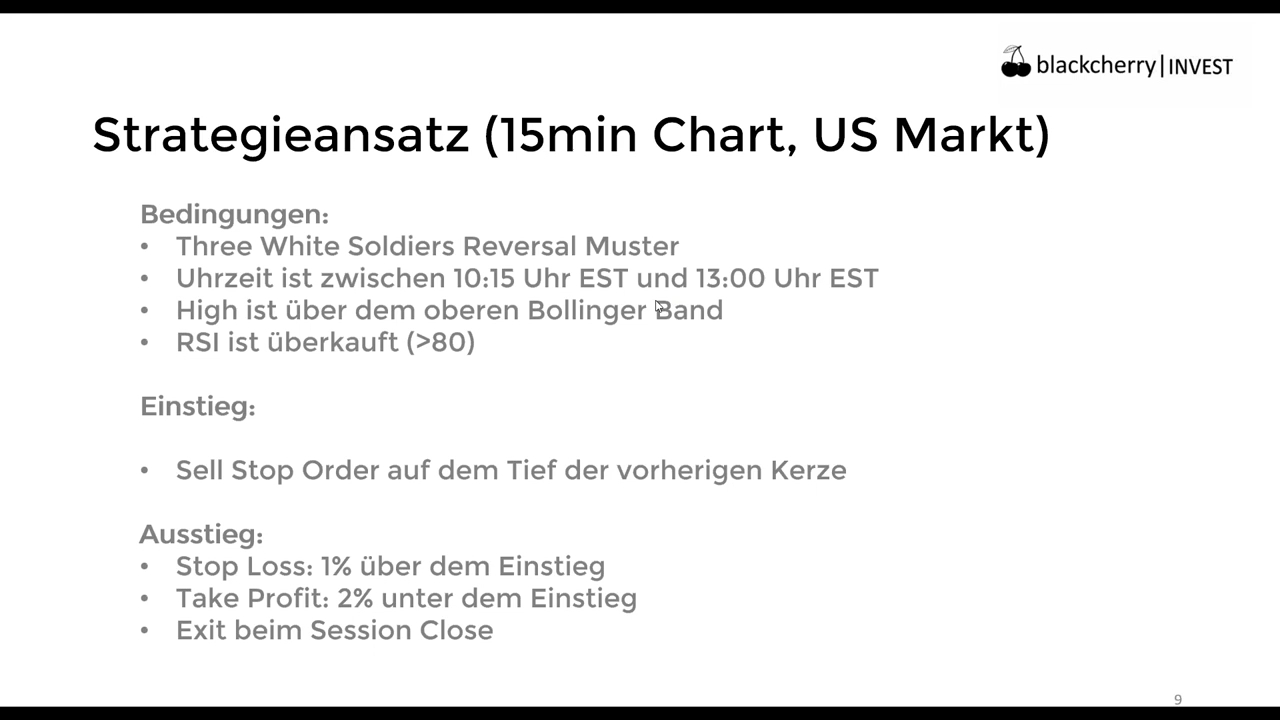 blackcherry|INVEST
Strategieansatz (15min Chart, US Markt)
Bedingungen:
• Three White Soldiers Reversal Muster
• Uhrzeit ist zwischen 10:15 Uhr EST und 13:00 Uhr EST
• High ist über dem oberen Bollinger Band
• RSI ist überkauft (>80)
Einstieg:
• Sell Stop Order auf dem Tief der vorherigen Kerze
Ausstieg:
• Stop Loss: 1% über dem Einstieg
• Take Profit: 2% unter dem Einstieg
• Exit beim Session Close
9